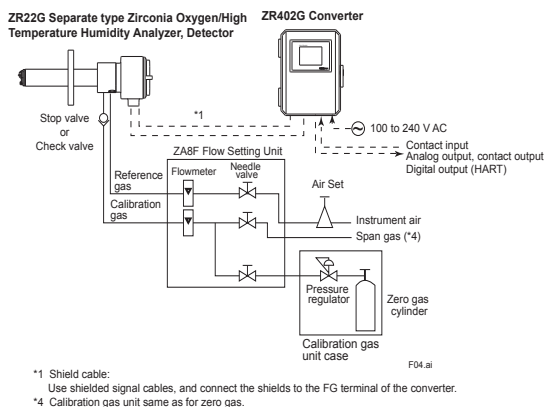 ZR22G Separate type Zirconia Oxygen/High
Temperature Humidity Analyzer, Detector
ZR402G Converter
*1
Stop valve
or
Check valve
100 to 240 V AC
Contact input
Analog output, contact output
Digital output (HART)
ZA8F Flow Setting Unit
Flowmeter
Needle
valve
Reference
gas
Calibration
gas
Air Set
Instrument air
Span gas (*4)
Pressure
regulator
Zero gas
cylinder
Calibration gas
unit case
F04.ai
*1 Shield cable:
Use shielded signal cables, and connect the shields to the FG terminal of the converter.
*4 Calibration gas unit same as for zero gas.